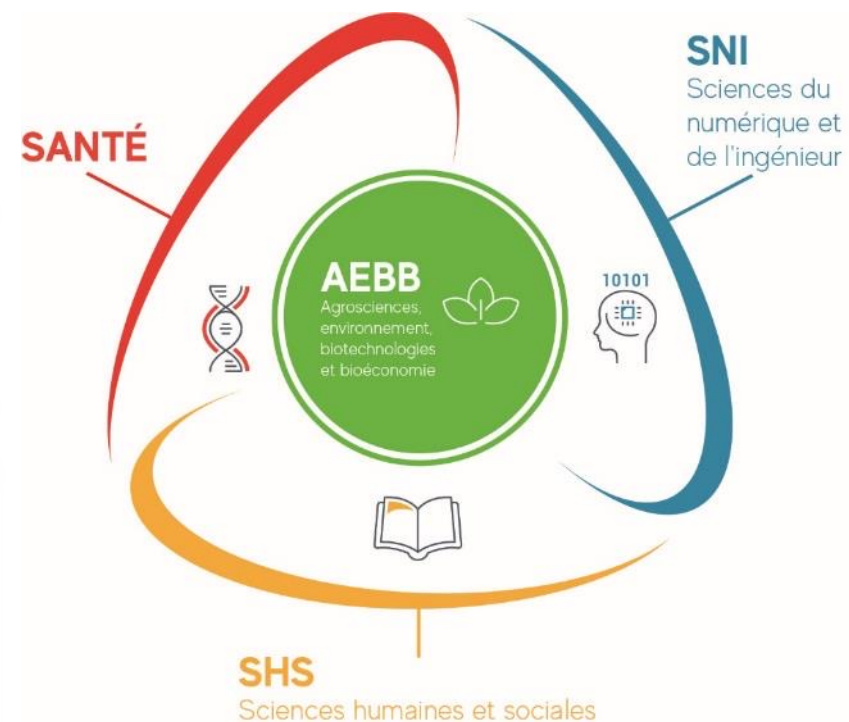 SANTÉ
SNI
Sciences du
numérique et
de l'ingénieur
10101
AEBB
Agrosciences,
environnement,
biotechnologies
et bioéconomie
SHS
Sciences humaines et sociales